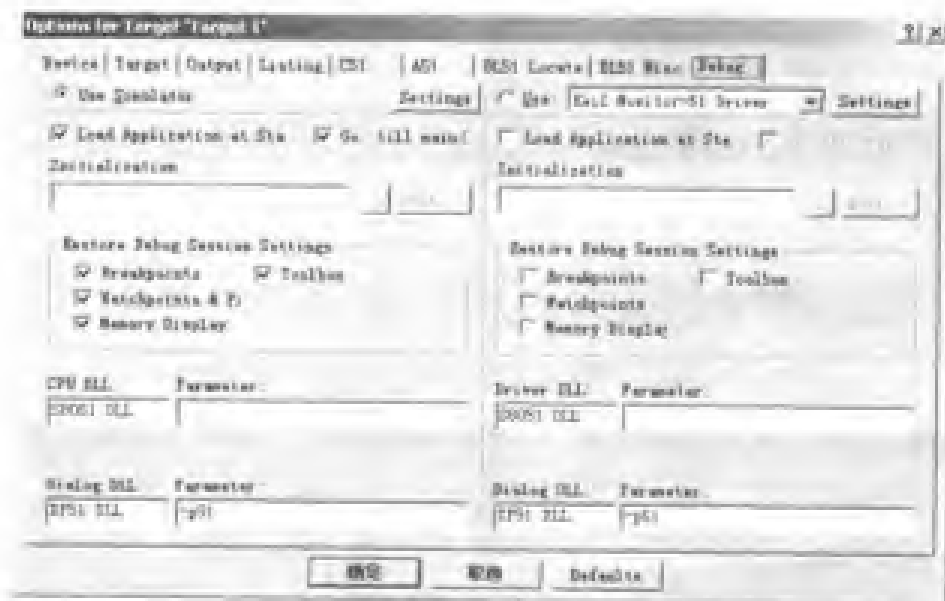 Options for Target 'Target 1'
Device Target Output Listing C51 A51 BL51 Locate BL51 Misc Debug
Use Simulator Settings Use: Keil Monitor-51 Driver Settings
Load Application at Sta Go till main( Load Application at Sta
Initialization Initialization
Restore Debug Session Settings Restore Debug Session Settings
Breakpoints Toolbox Breakpoints Toolbox
Watchpoints & P Watchpoints
Memory Display Memory Display
CPU DLL Parameter: Driver DLL Parameter:
S8051 DLL S8051 DLL
Dialog DLL Parameter: Dialog DLL Parameter:
DP51 DLL -p51 TP51 DLL -p51
确定 取消 Defaults